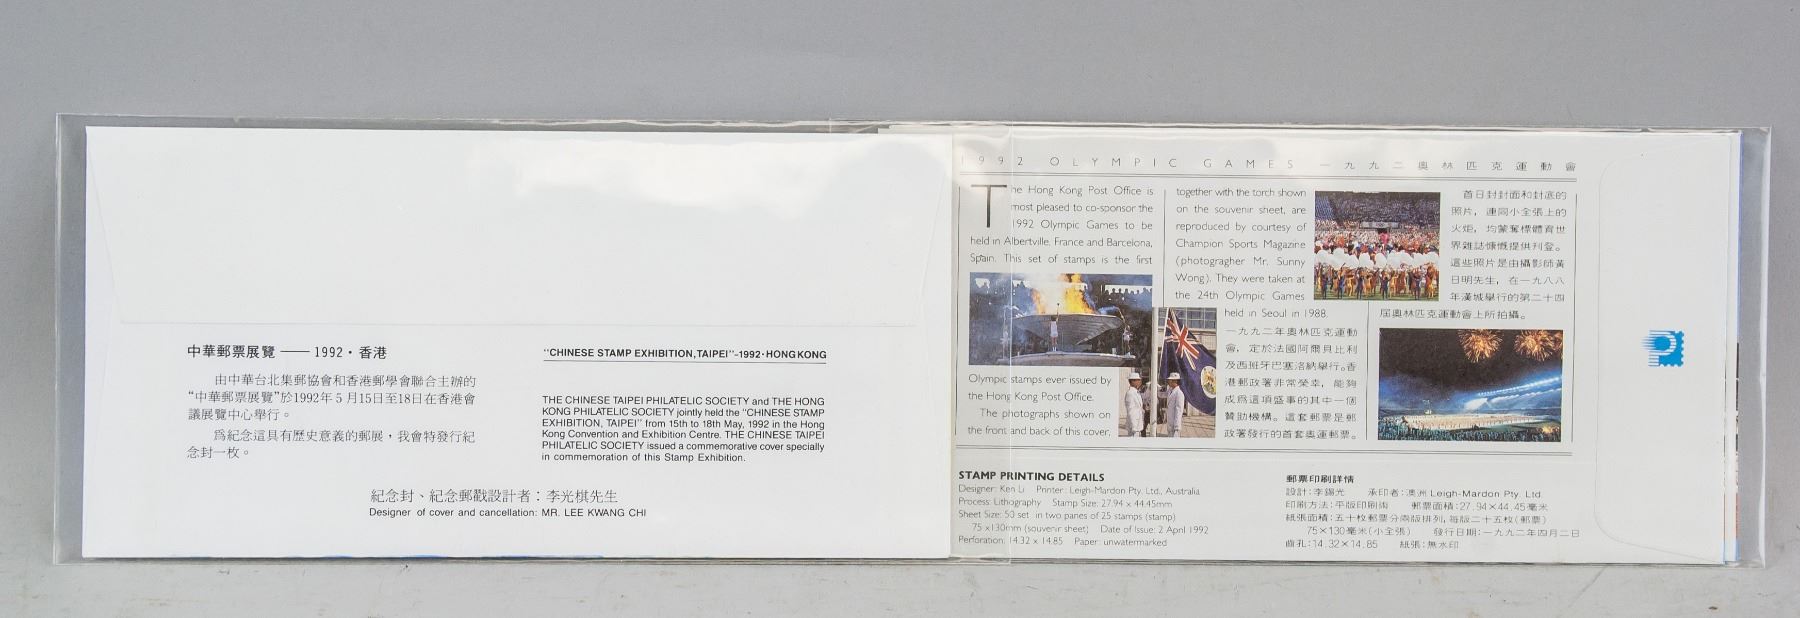 中華郵票展覽 —— 1992・香港
由中華台北集郵協會和香港郵學會聯合主辦的
“中華郵票展覽”於1992年5月15日至18日在香港會
議展覽中心舉行。
爲紀念這具有歷史意義的郵展，我會特發行紀
念封一枚。
"CHINESE STAMP EXHIBITION,TAIPEI"-1992·HONG KONG
THE CHINESE TAIPEI PHILATELIC SOCIETY and THE HONG
KONG PHILATELIC SOCIETY jointly held the "CHINESE STAMP
EXHIBITION, TAIPEI" from 15th to 18th May, 1992 in the Hong
Kong Convention and Exhibition Centre. THE CHINESE TAIPEI
PHILATELIC SOCIETY issued a commemorative cover specially
in commemoration of this Stamp Exhibition.
紀念封、紀念郵戳設計者：李光棋先生
Designer of cover and cancellation: MR. LEE KWANG CHI
1992 OLYMPIC GAMES 一九九二奧林匹克運動會
The Hong Kong Post Office is
most pleased to co-sponsor the
1992 Olympic Games to be
held in Albertville, France and Barcelona,
Spain. This set of stamps is the first
Olympic stamps ever issued by
the Hong Kong Post Office.
The photographs shown on
the front and back of this cover,
together with the torch shown
on the souvenir sheet, are
reproduced by courtesy of
Champion Sports Magazine
(photographer Mr. Sunny
Wong). They were taken at
the 24th Olympic Games
held in Seoul in 1988.
一九九二年奧林匹克運動
會，定於法國阿爾貝比利
及西班牙巴塞洛納舉行。香
港郵政署非常榮幸，能夠
成爲這項盛事的其中一個
贊助機構。這套郵票是郵
政署發行的首套奧運郵票。
首日封封面和封底的
照片，連同小全張上的
火炬，均蒙奪標體育世
界雜誌慷慨提供刋登。
這些照片是由攝影師黃
日明先生，在一九八八
年漢城舉行的第二十四
屆奧林匹克運動會上所拍攝。
STAMP PRINTING DETAILS
Designer: Ken Li Printer: Leigh-Mardon Pty. Ltd., Australia
Process: Lithography Stamp Size: 27.94 x 44.45mm
Sheet Size: 50 set in two panes of 25 stamps (stamp)
75 x130mm (souvenir sheet) Date of Issue: 2 April 1992
Perforation: 14.32 x 14.85 Paper: unwatermarked
郵票印刷詳情
設計：李錫光 承印者：澳洲 Leigh-Mardon Pty. Ltd.
印刷方法：平版印刷術 郵票面積：27.94×44.45毫米
紙張面積：五十枚郵票分兩版排列，每版二十五枚(郵票)
75×130毫米(小全張) 發行日期：一九九二年四月二日
齒孔：14.32×14.85 紙張：無水印